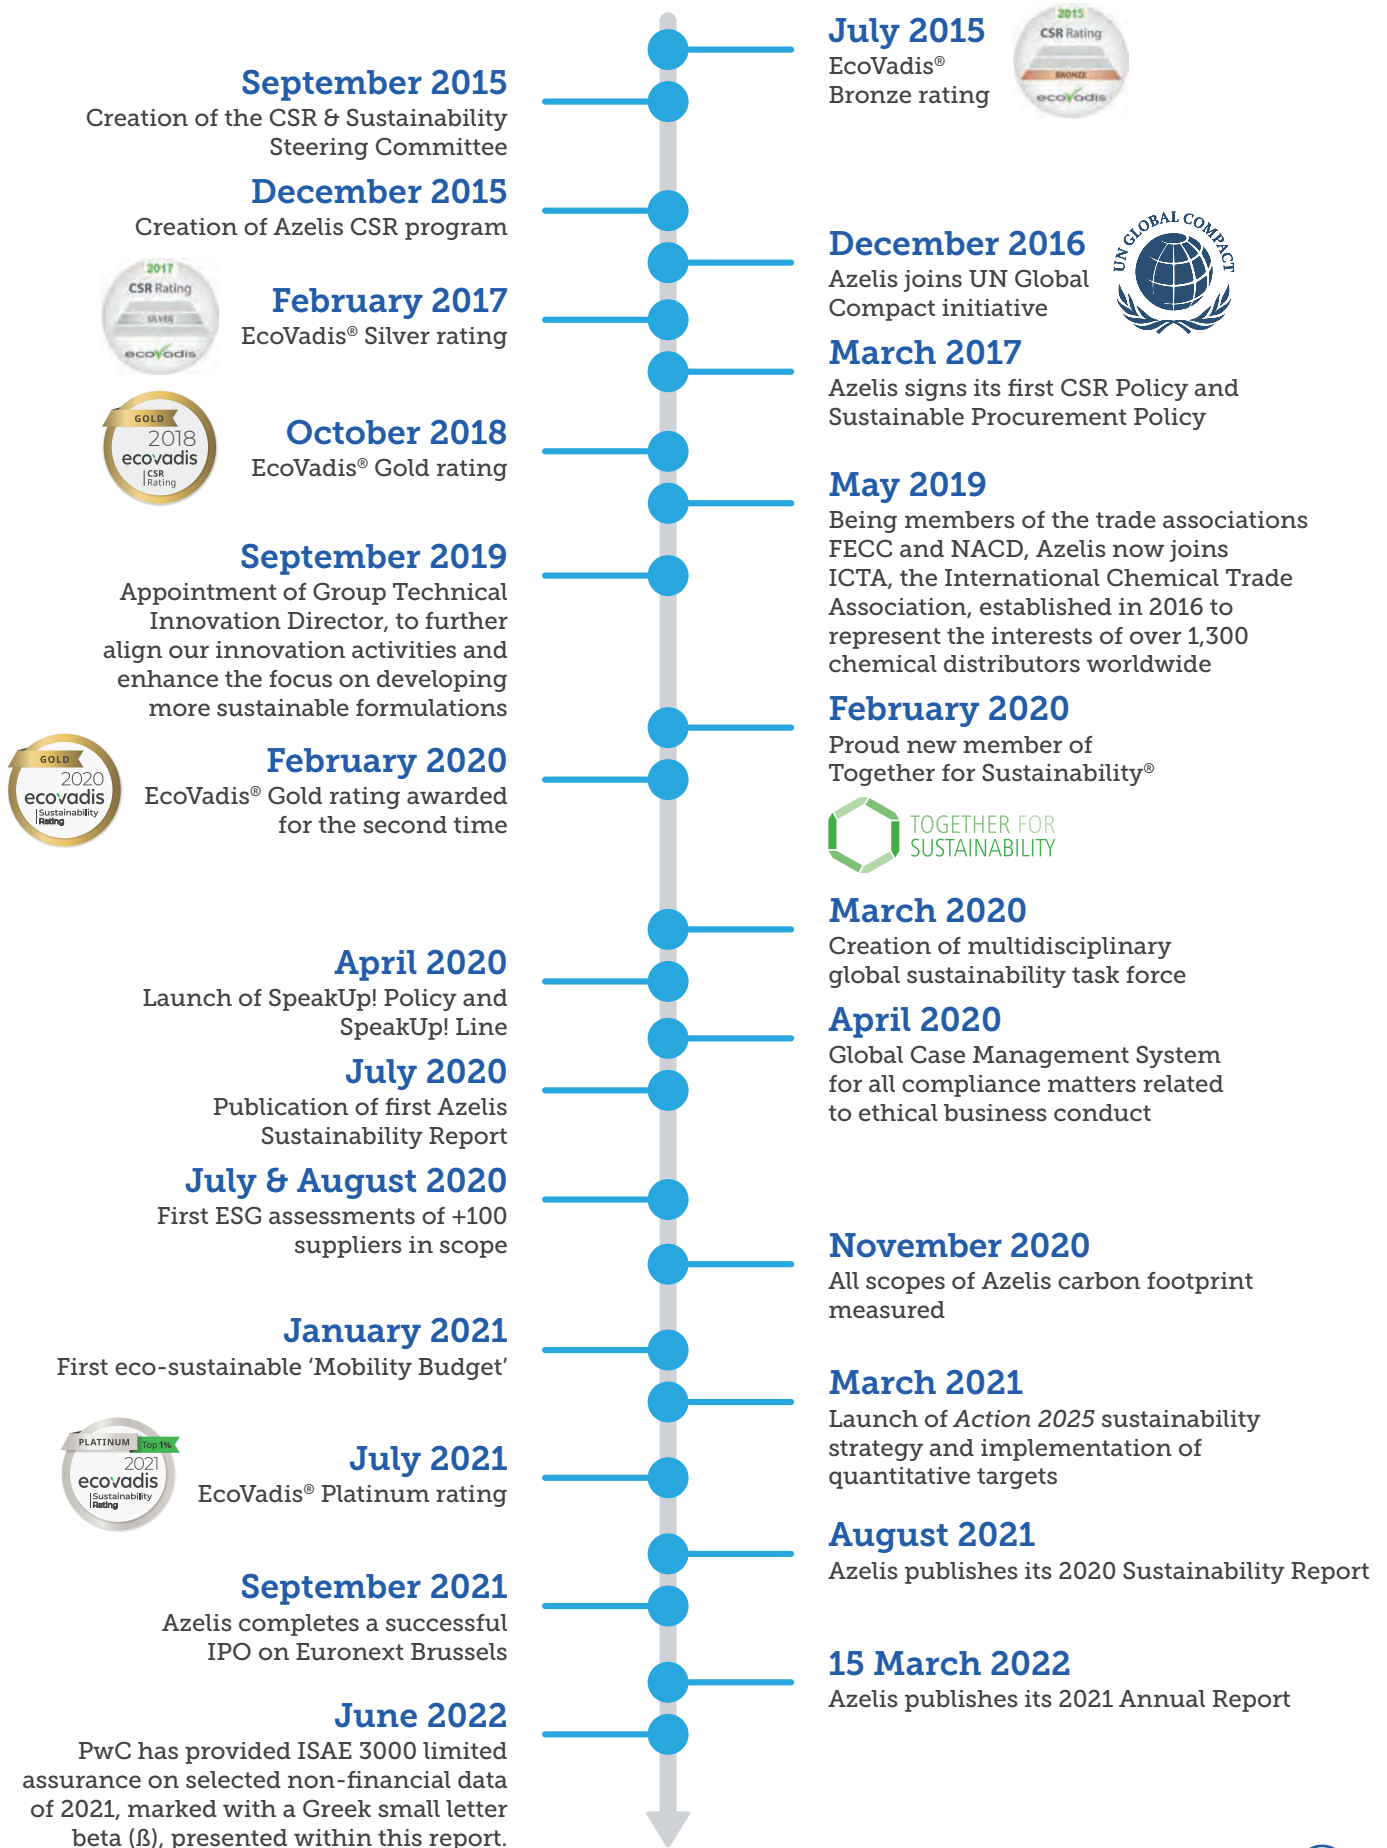 July 2015
EcoVadis®
Bronze rating
2015
CSR Rating
BRONZE
ecovadis
September 2015
Creation of the CSR & Sustainability
Steering Committee
December 2015
Creation of Azelis CSR program
December 2016
Azelis joins UN Global
Compact initiative
UN GLOBAL COMPACT
2017
CSR Rating
SILVER
ecovadis
February 2017
EcoVadis® Silver rating
March 2017
Azelis signs its first CSR Policy and
Sustainable Procurement Policy
GOLD
2018
ecovadis
CSR
Rating
October 2018
EcoVadis® Gold rating
May 2019
Being members of the trade associations
FECC and NACD, Azelis now joins
ICTA, the International Chemical Trade
Association, established in 2016 to
represent the interests of over 1,300
chemical distributors worldwide
September 2019
Appointment of Group Technical
Innovation Director, to further
align our innovation activities and
enhance the focus on developing
more sustainable formulations
February 2020
Proud new member of
Together for Sustainability®
TOGETHER FOR
SUSTAINABILITY
GOLD
2020
ecovadis
Sustainability
Rating
February 2020
EcoVadis® Gold rating awarded
for the second time
March 2020
Creation of multidisciplinary
global sustainability task force
April 2020
Launch of SpeakUp! Policy and
SpeakUp! Line
April 2020
Global Case Management System
for all compliance matters related
to ethical business conduct
July 2020
Publication of first Azelis
Sustainability Report
July & August 2020
First ESG assessments of +100
suppliers in scope
November 2020
All scopes of Azelis carbon footprint
measured
January 2021
First eco-sustainable ‘Mobility Budget’
March 2021
Launch of Action 2025 sustainability
strategy and implementation of
quantitative targets
PLATINUM Top 1%
2021
ecovadis
Sustainability
Rating
July 2021
EcoVadis® Platinum rating
August 2021
Azelis publishes its 2020 Sustainability Report
September 2021
Azelis completes a successful
IPO on Euronext Brussels
15 March 2022
Azelis publishes its 2021 Annual Report
June 2022
PwC has provided ISAE 3000 limited
assurance on selected non-financial data
of 2021, marked with a Greek small letter
beta (ß), presented within this report.